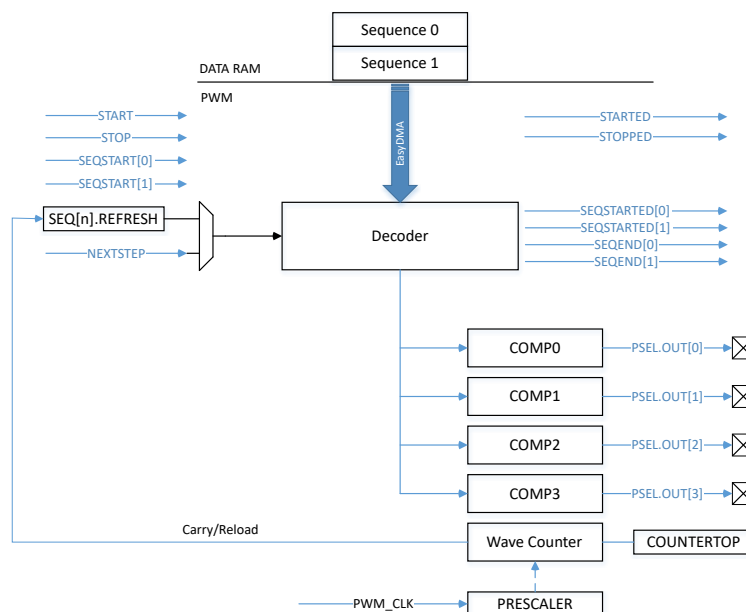 Sequence 0
Sequence 1
DATA RAM
PWM
START
STOP
SEQSTART[0]
SEQSTART[1]
EasyDMA
STARTED
STOPPED
SEQ[n].REFRESH
NEXTSTEP
Decoder
SEQSTARTED[0]
SEQSTARTED[1]
SEQEND[0]
SEQEND[1]
COMP0
PSEL.OUT[0]
COMP1
PSEL.OUT[1]
COMP2
PSEL.OUT[2]
COMP3
PSEL.OUT[3]
Carry/Reload
Wave Counter
COUNTERTOP
PWM_CLK
PRESCALER